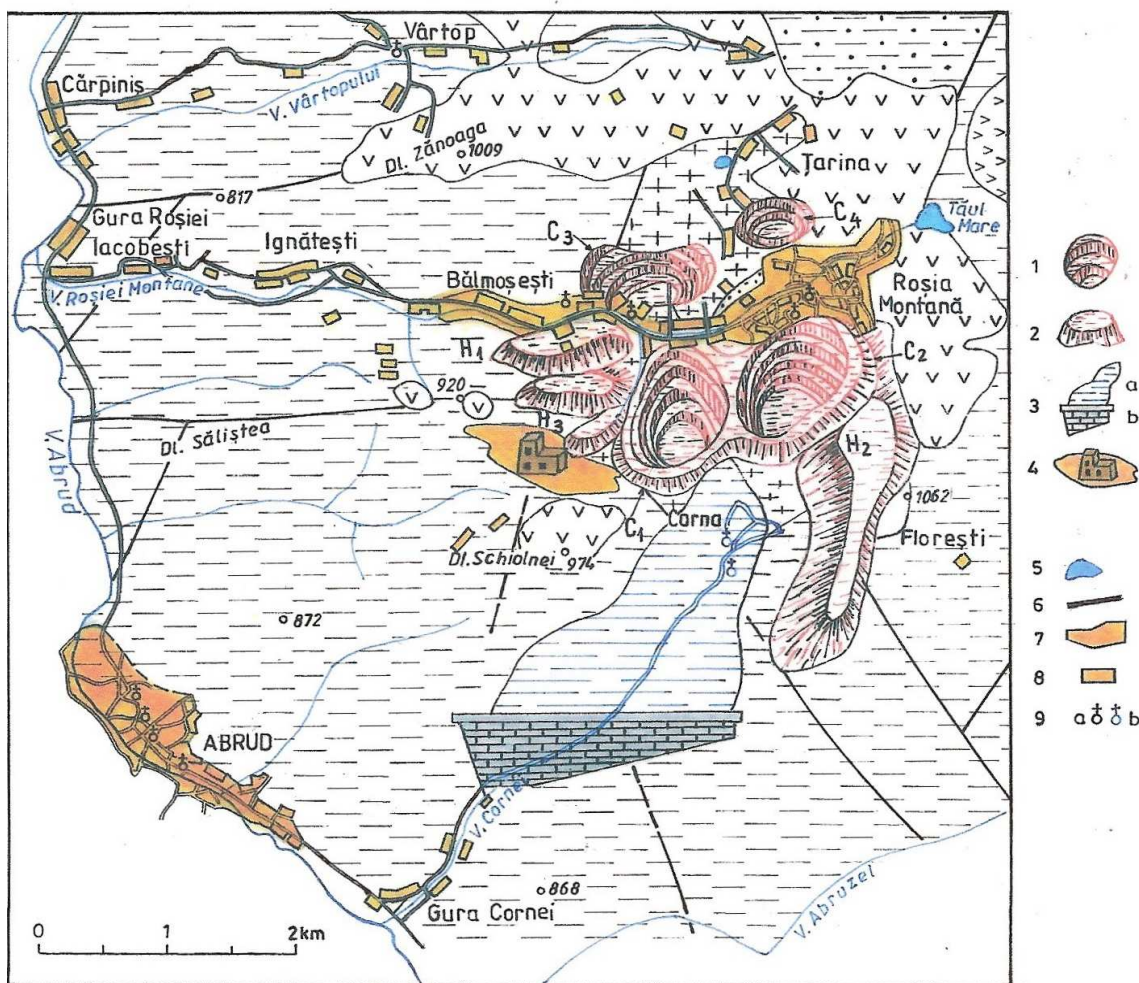 Vârtop
Cărpiniș
V. Vârtopului
Dl. Zănoaga
1009
Țarina
817
Gura Roșiei
Iacobești
Ignătești
C3
C4
Tăul
Mare
V. Roșiei Montane
Bălmoșești
Roșia
Montană
H1
C2
920
H3
H2
Dl. Săliștea
V. Abrud
1062
C1
Corna
Florești
Dl. Schiolnei
974
872
ABRUD
V. Cornei
868
Gura Cornei
V. Abruzel
0 1 2km
1
2
3 a
b
4
5
6
7
8
9 a b